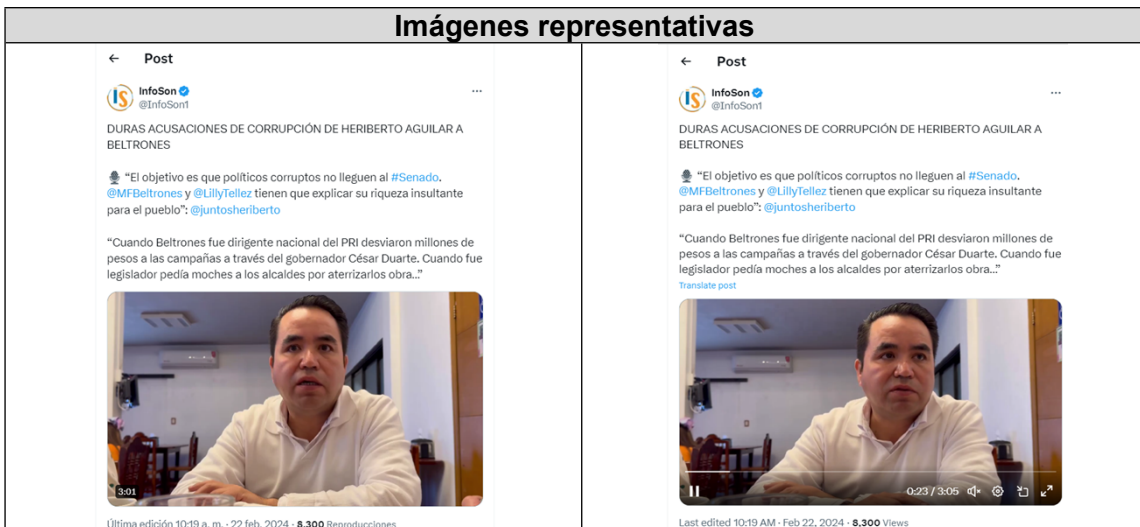 Imágenes representativas
← Post
InfoSon
@InfoSon1
...
DURAS ACUSACIONES DE CORRUPCIÓN DE HERIBERTO AGUILAR A
BELTRONES
“El objetivo es que políticos corruptos no lleguen al #Senado.
@MFBeltrones y @LillyTellez tienen que explicar su riqueza insultante
para el pueblo”: @juntosheriberto
“Cuando Beltrones fue dirigente nacional del PRI desviaron millones de
pesos a las campañas a través del gobernador César Duarte. Cuando fue
legislador pedía moches a los alcaldes por aterrizarlos obra...”
3:01
Última edición 10:19 a. m. · 22 feb. 2024 · 8,300 Reproducciones
← Post
InfoSon
@InfoSon1
...
DURAS ACUSACIONES DE CORRUPCIÓN DE HERIBERTO AGUILAR A
BELTRONES
“El objetivo es que políticos corruptos no lleguen al #Senado.
@MFBeltrones y @LillyTellez tienen que explicar su riqueza insultante
para el pueblo”: @juntosheriberto
“Cuando Beltrones fue dirigente nacional del PRI desviaron millones de
pesos a las campañas a través del gobernador César Duarte. Cuando fue
legislador pedía moches a los alcaldes por aterrizarlos obra...”
Translate post
0:23 / 3:05
Last edited 10:19 AM · Feb 22, 2024 · 8,300 Views